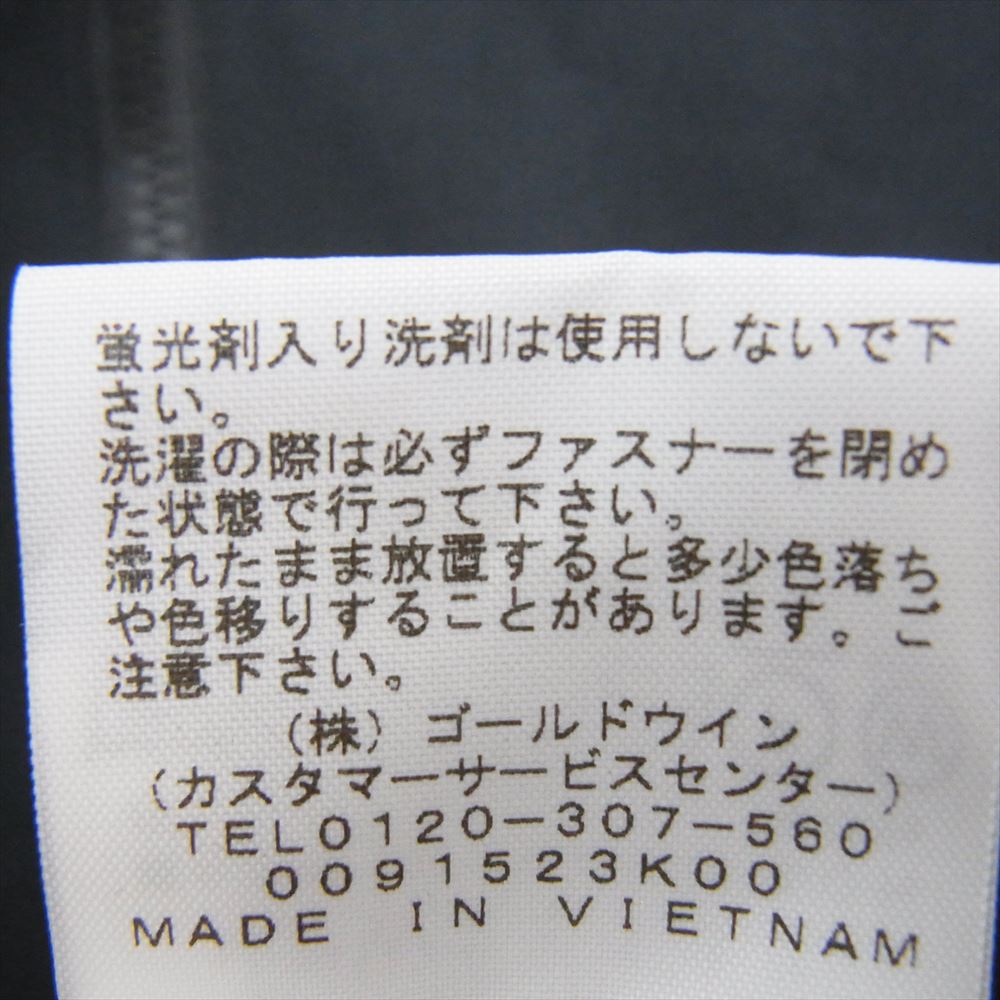 蛍光剤入り洗剤は使用しないで下
さい。
洗濯の際は必ずファスナーを閉め
た状態で行って下さい。
濡れたまま放置すると多少色落ち
や色移りすることがあります。ご
注意下さい。
(株)ゴールドウイン
(カスタマーサービスセンター)
TEL0120-307-560
0091523K00
MADE IN VIETNAM